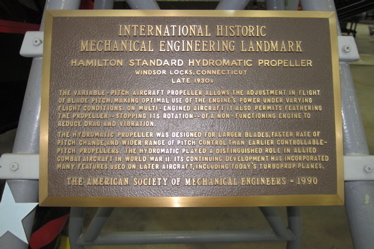 INTERNATIONAL HISTORIC
MECHANICAL ENGINEERING LANDMARK
HAMILTON STANDARD HYDROMATIC PROPELLER
WINDSOR LOCKS, CONNECTICUT
LATE 1930s
THE VARIABLE-PITCH AIRCRAFT PROPELLER ALLOWS THE ADJUSTMENT IN FLIGHT
OF BLADE PITCH, MAKING OPTIMAL USE OF THE ENGINE'S POWER UNDER VARYING
FLIGHT CONDITIONS. ON MULTI-ENGINED AIRCRAFT IT ALSO PERMITS FEATHERING
THE PROPELLER—STOPPING ITS ROTATION—OF A NON-FUNCTIONING ENGINE TO
REDUCE DRAG AND VIBRATION.
THE HYDROMATIC PROPELLER WAS DESIGNED FOR LARGER BLADES, FASTER RATE OF
PITCH CHANGE, AND WIDER RANGE OF PITCH CONTROL THAN EARLIER CONTROLLABLE-
PITCH PROPELLERS. THE HYDROMATIC PLAYED A DISTINGUISHED ROLE IN ALLIED
COMBAT AIRCRAFT IN WORLD WAR II. ITS CONTINUING DEVELOPMENT HAS INCORPORATED
MANY FEATURES USED ON LATER AIRCRAFT, INCLUDING TODAY'S TURBOPROP PLANES.
THE AMERICAN SOCIETY OF MECHANICAL ENGINEERS - 1990